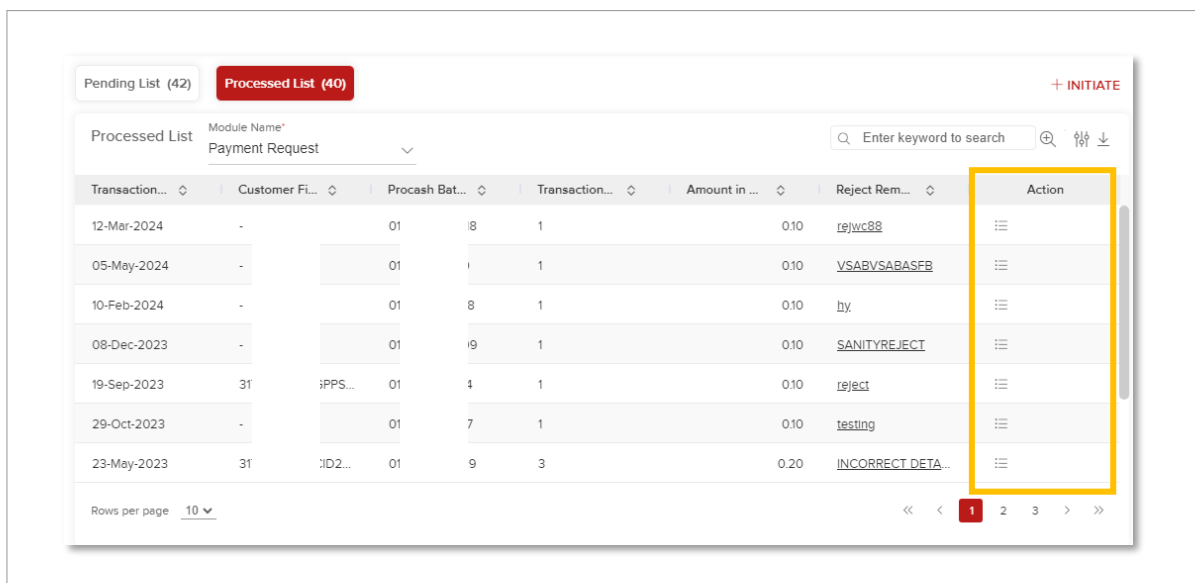 Pending List (42) Processed List (40) + INITIATE
Processed List Module Name* Payment Request Enter keyword to search
Transaction... Customer Fi... Procash Bat... Transaction... Amount in ... Reject Rem... Action
12-Mar-2024 - 01 8 1 0.10 rejwc88
05-May-2024 - 01 1 0.10 VSABVSABASFB
10-Feb-2024 - 01 8 1 0.10 hy
08-Dec-2023 - 01 9 1 0.10 SANITYREJECT
19-Sep-2023 31 PPS... 01 4 1 0.10 reject
29-Oct-2023 - 01 7 1 0.10 testing
23-May-2023 31 ID2... 01 9 3 0.20 INCORRECT DETA...
Rows per page 10 « < 1 2 3 > »